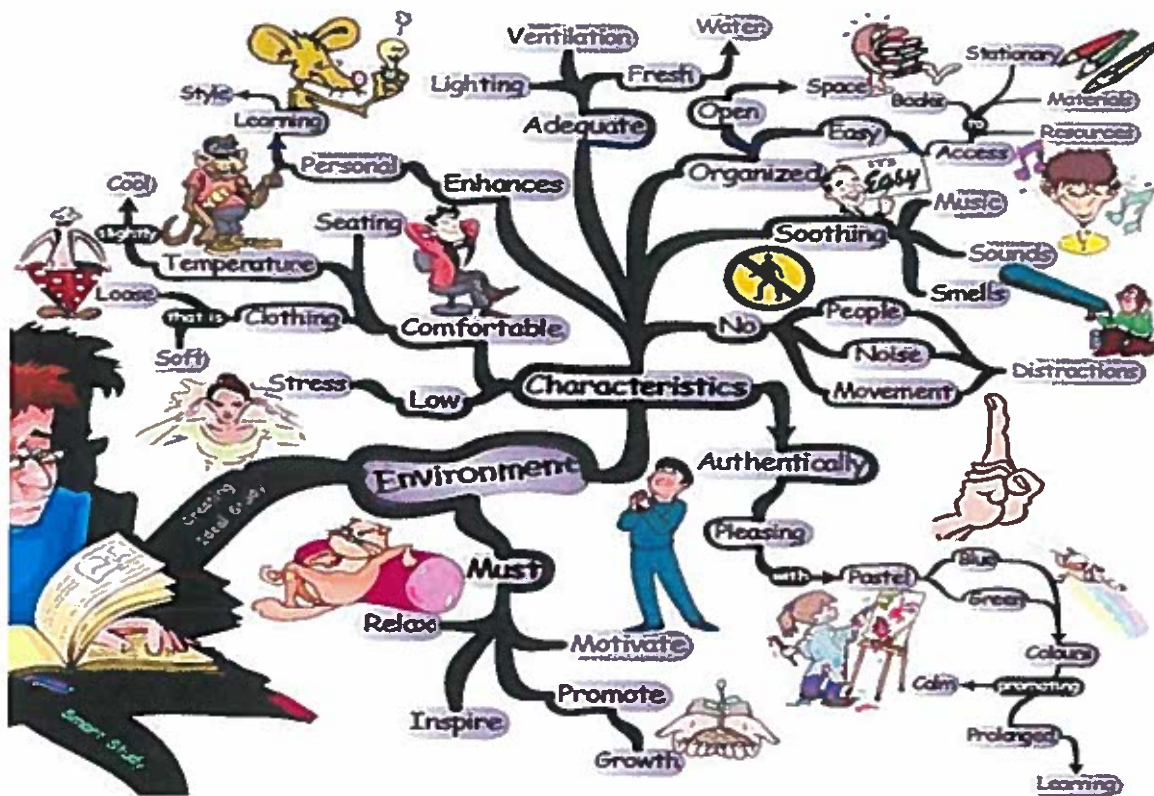 Ventilation
Water
Lighting
Fresh
Adequate
Style
Learning
Personal
Enhances
Cool
Slightly
Temperature
Seating
Loose
that is
Clothing
Soft
Comfortable
Stress
Low
Characteristics
Open
Space
Organized
Easy
Access
to
Books
Stationary
Materials
Resources
IT'S
EASY
Soothing
Music
Sounds
Smells
No
People
Noise
Movement
Distractions
Authentically
Pleasing
with
Pastel
Blue
Green
Colours
promoting
Calm
Prolonged
Learning
Environment
Creating
Ideal Study
Must
Relax
Inspire
Motivate
Promote
Growth
Smart Study